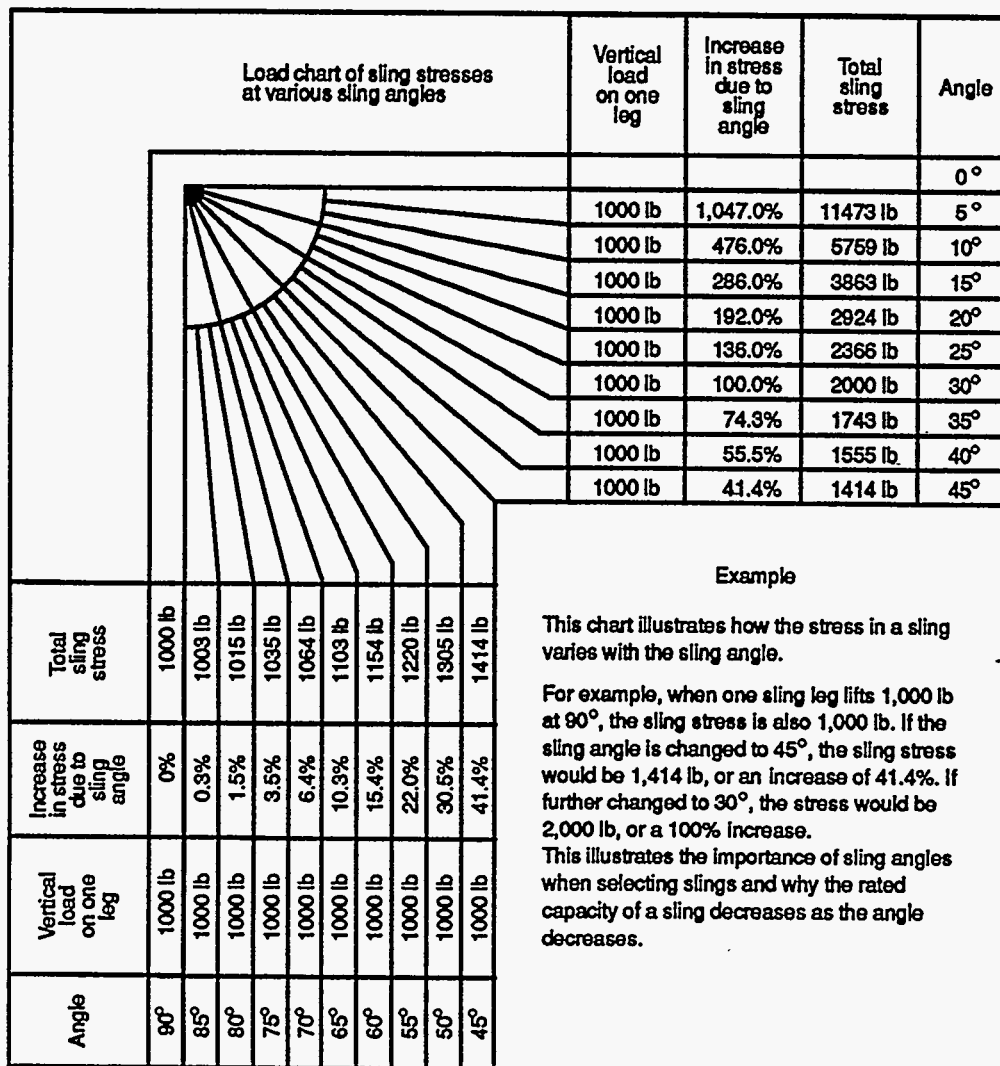 Load chart of sling stresses
at various sling angles
Vertical
load
on one
leg
Increase
in stress
due to
sling
angle
Total
sling
stress
Angle
0°
1000 lb 1,047.0% 11473 lb 5°
1000 lb 476.0% 5759 lb 10°
1000 lb 286.0% 3863 lb 15°
1000 lb 192.0% 2924 lb 20°
1000 lb 136.0% 2366 lb 25°
1000 lb 100.0% 2000 lb 30°
1000 lb 74.3% 1743 lb 35°
1000 lb 55.5% 1555 lb 40°
1000 lb 41.4% 1414 lb 45°
Total
sling
stress
1000 lb
1003 lb
1015 lb
1035 lb
1064 lb
1103 lb
1154 lb
1220 lb
1305 lb
1414 lb
Increase
in stress
due to
sling
angle
0%
0.3%
1.5%
3.5%
6.4%
10.3%
15.4%
22.0%
30.5%
41.4%
Vertical
load
on one
leg
1000 lb
1000 lb
1000 lb
1000 lb
1000 lb
1000 lb
1000 lb
1000 lb
1000 lb
1000 lb
Angle
90°
85°
80°
75°
70°
65°
60°
55°
50°
45°
Example
This chart illustrates how the stress in a sling
varies with the sling angle.
For example, when one sling leg lifts 1,000 lb
at 90°, the sling stress is also 1,000 lb. If the
sling angle is changed to 45°, the sling stress
would be 1,414 lb, or an increase of 41.4%. If
further changed to 30°, the stress would be
2,000 lb, or a 100% increase.
This illustrates the importance of sling angles
when selecting slings and why the rated
capacity of a sling decreases as the angle
decreases.